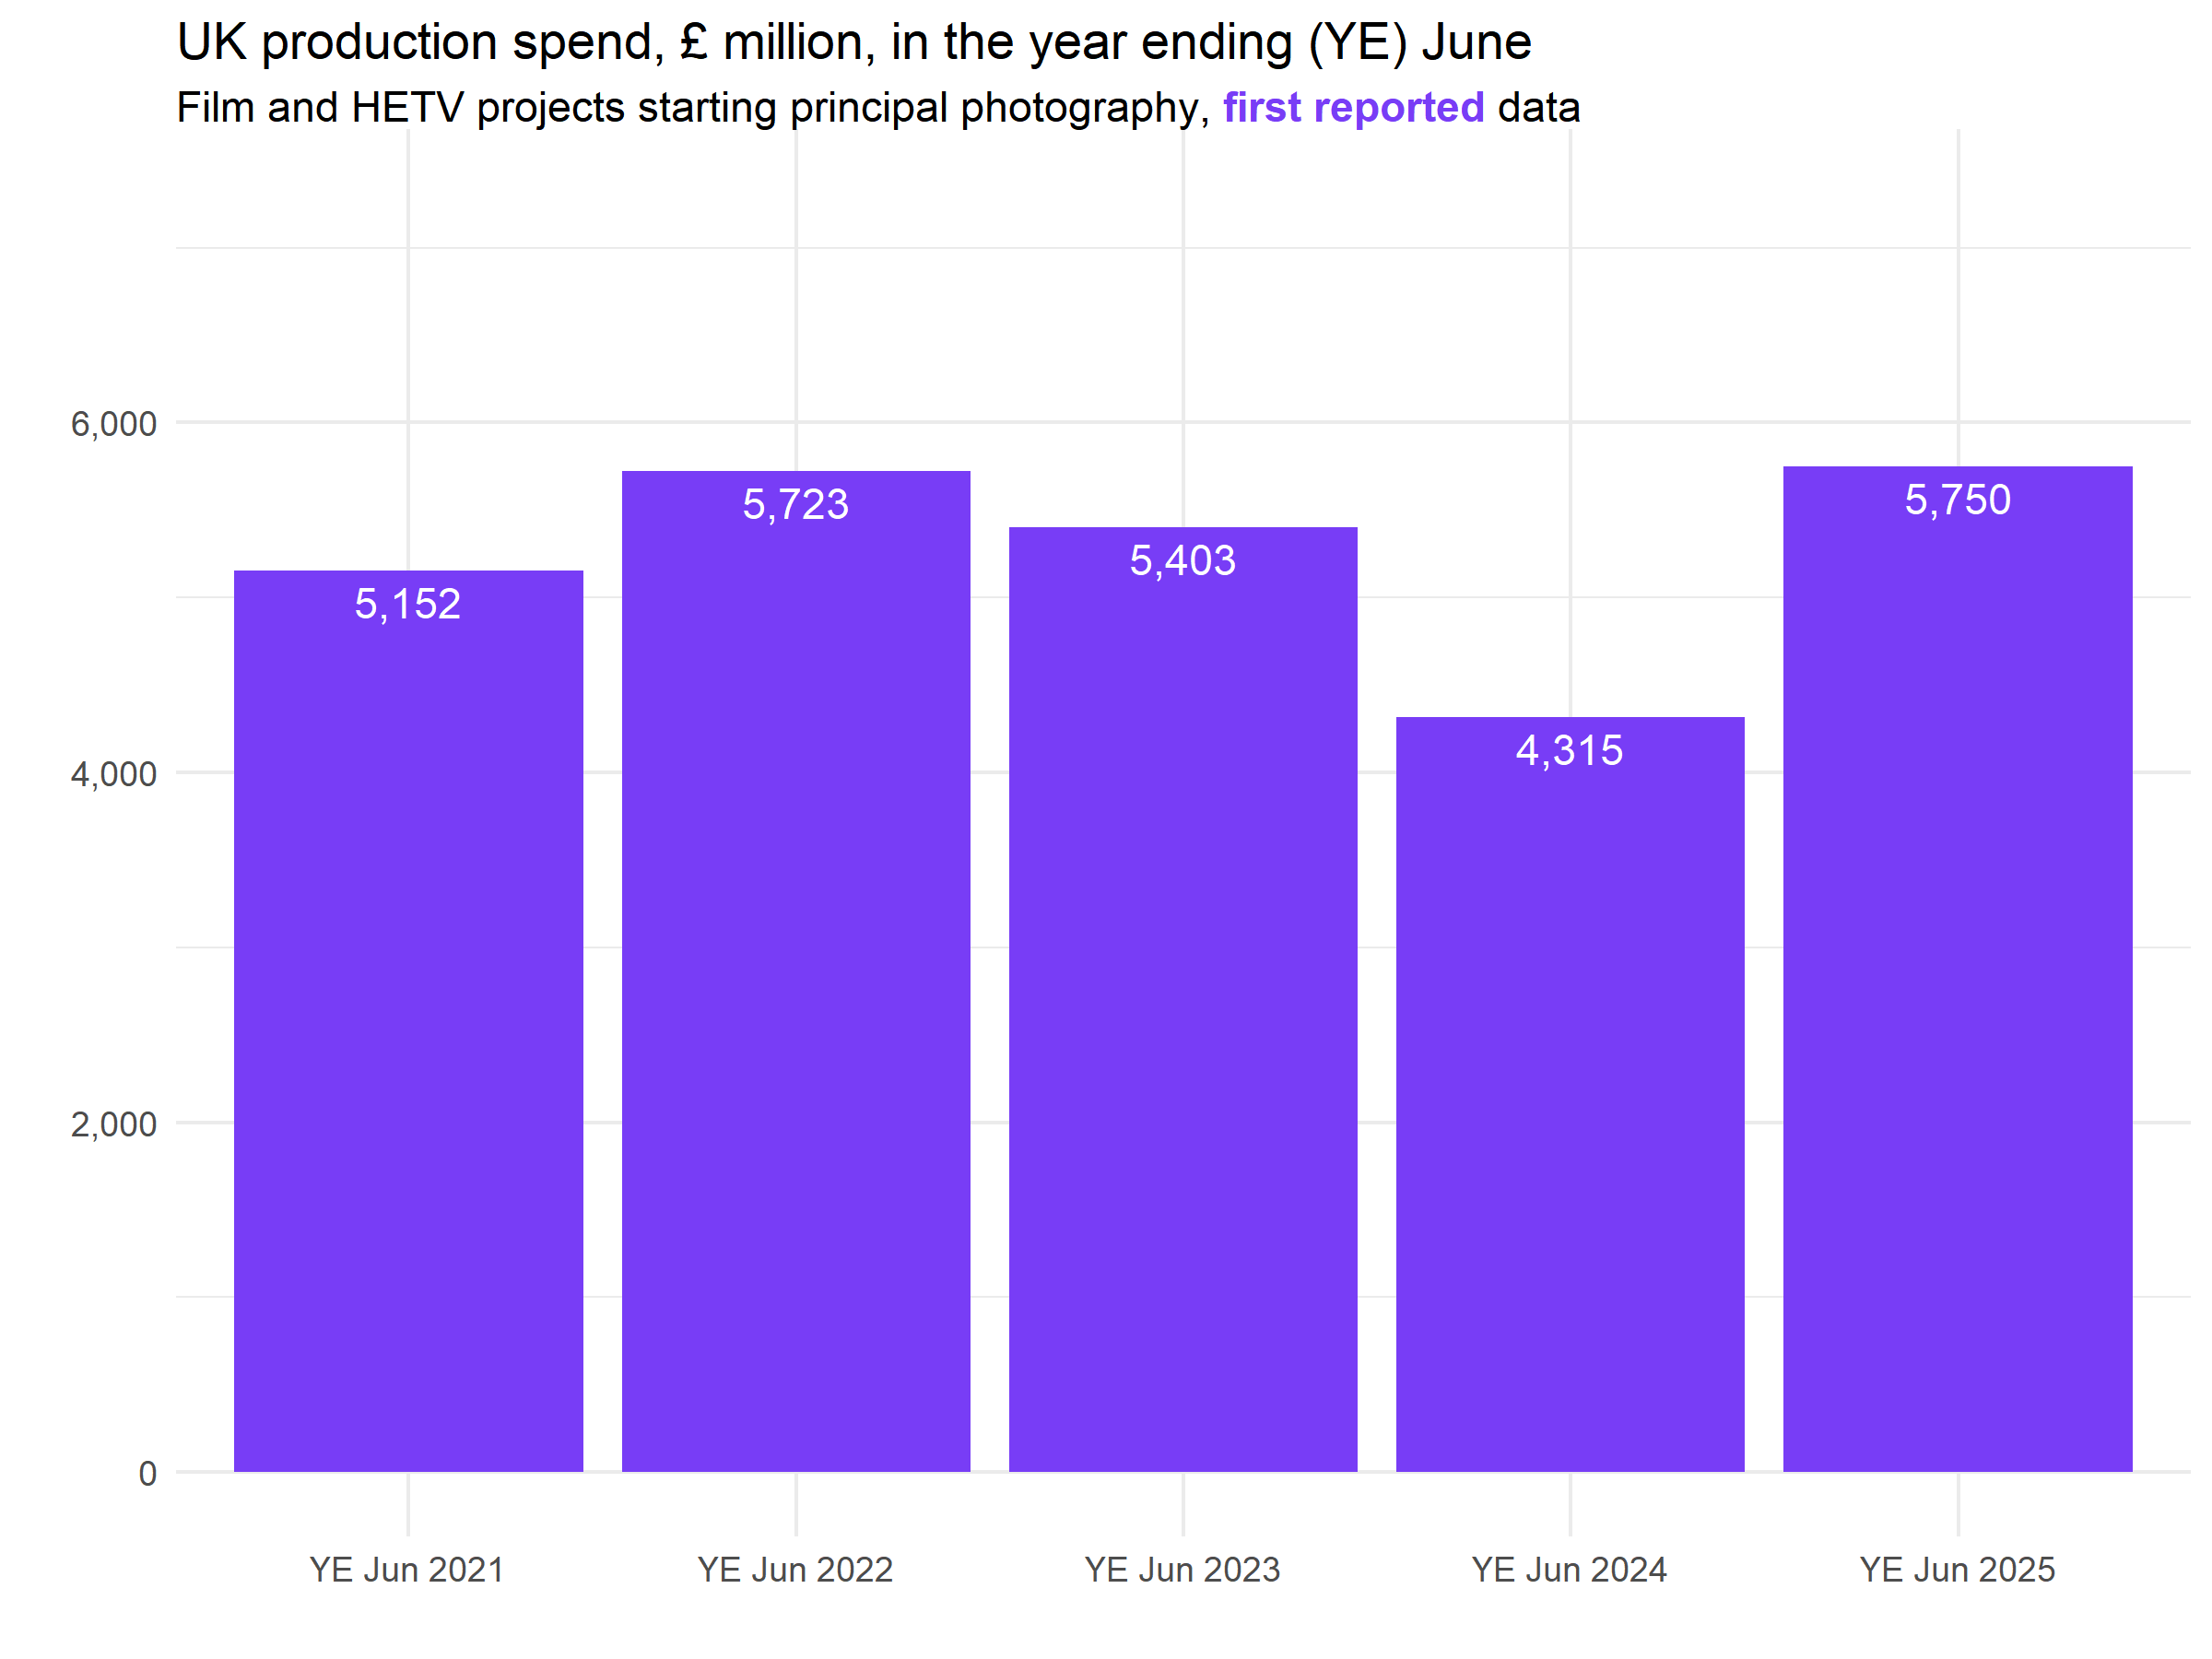 UK production spend, £ million, in the year ending (YE) June
Film and HETV projects starting principal photography, first reported data
6,000
4,000
2,000
0
5,152
5,723
5,403
4,315
5,750
YE Jun 2021
YE Jun 2022
YE Jun 2023
YE Jun 2024
YE Jun 2025